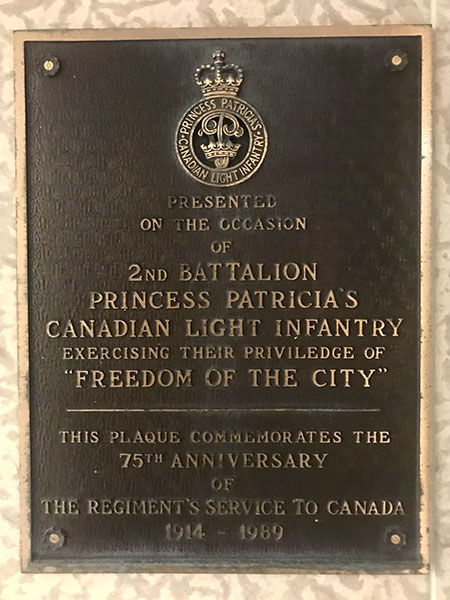 PRINCESS PATRICIA'S
CANADIAN LIGHT INFANTRY
PRESENTED
ON THE OCCASION
OF
2ND BATTALION
PRINCESS PATRICIA'S
CANADIAN LIGHT INFANTRY
EXERCISING THEIR PRIVILEDGE OF
"FREEDOM OF THE CITY"
THIS PLAQUE COMMEMORATES THE
75TH ANNIVERSARY
OF
THE REGIMENT'S SERVICE TO CANADA
1914 - 1989